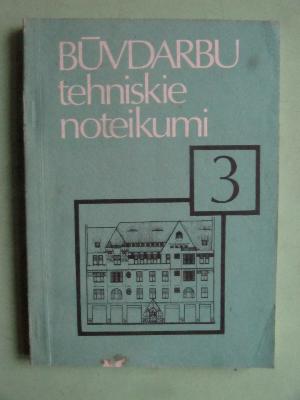 BŪVDARBU
tehniskie
noteikumi
3